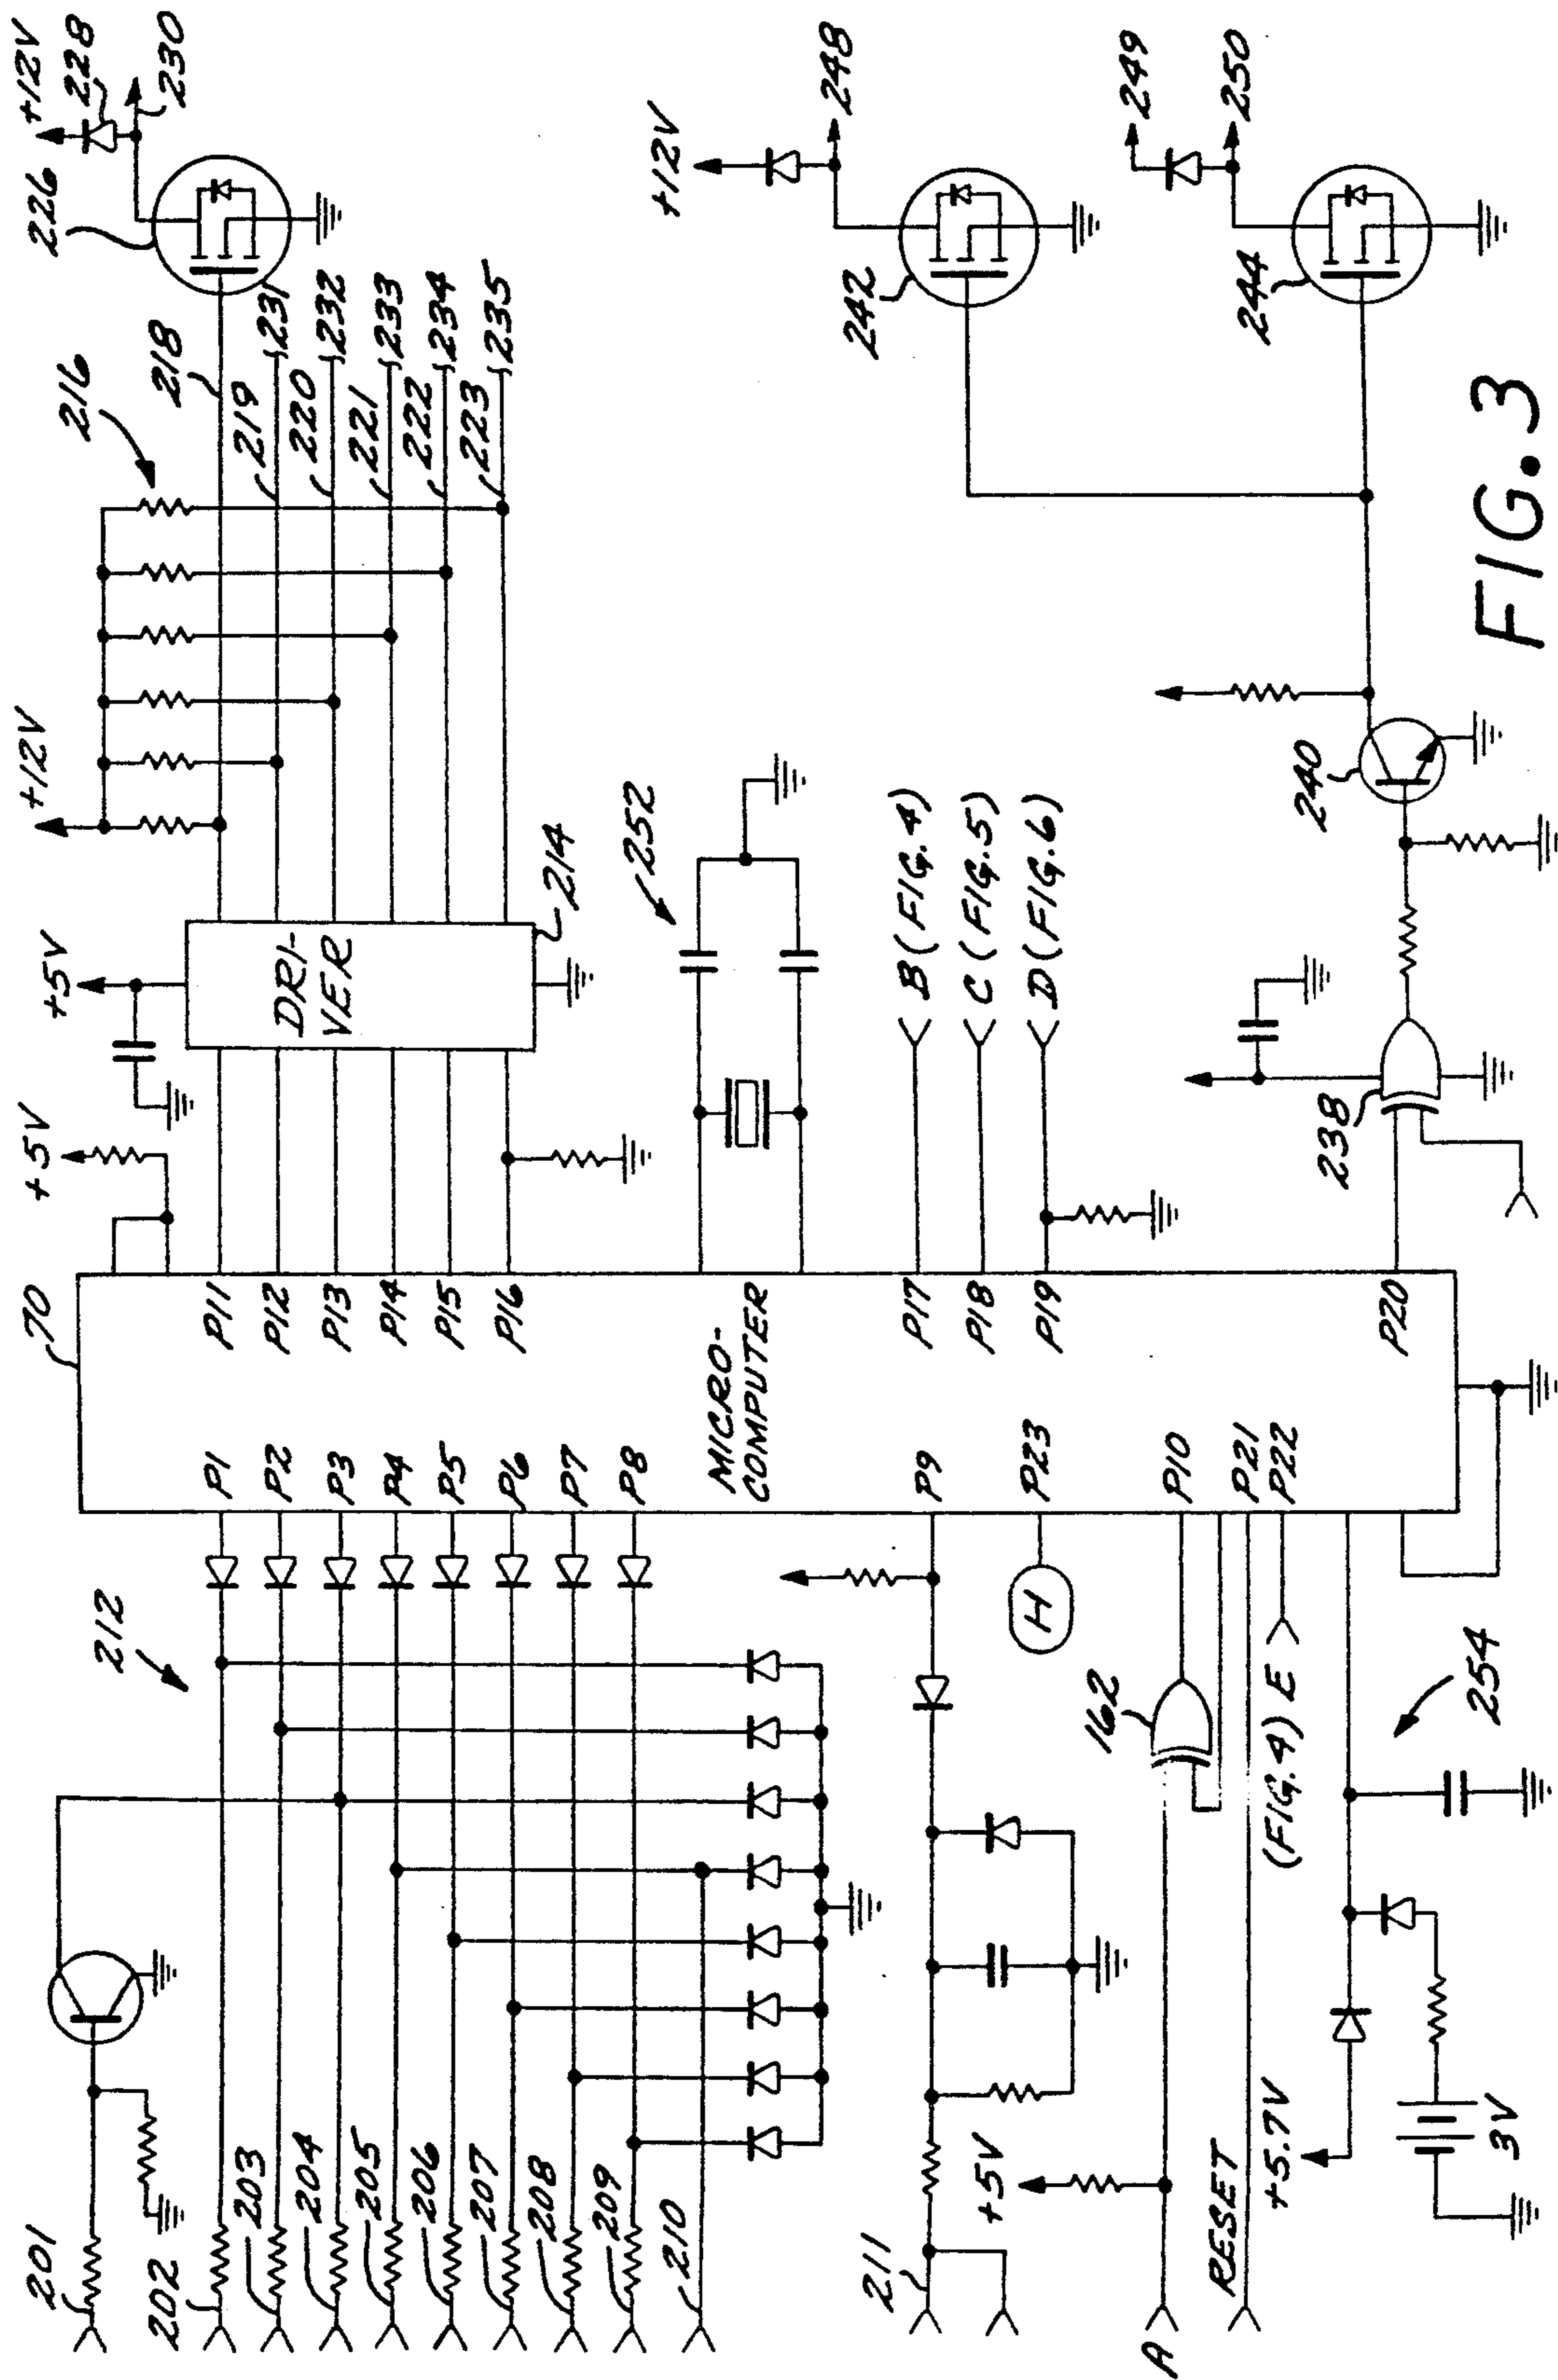 +12V
228
230
226
216
218
219
231
220
232
221
233
222
234
223
235
+12V
+5V
DRI-
VER
214
+5V
70
P11
P12
P13
P14
P15
P16
MICRO-
COMPUTER
252
P17
B (FIG. 4)
P18
C (FIG. 5)
P19
D (FIG. 6)
P20
238
240
+12V
248
242
249
250
244
P1
P2
P3
P4
P5
P6
P7
P8
P9
P23
H
P10
P21
P22
212
201
202
203
204
205
206
207
208
209
210
211
+5V
162
A
RESET
(FIG. 4) E
+5.7V
3V
254
FIG. 3